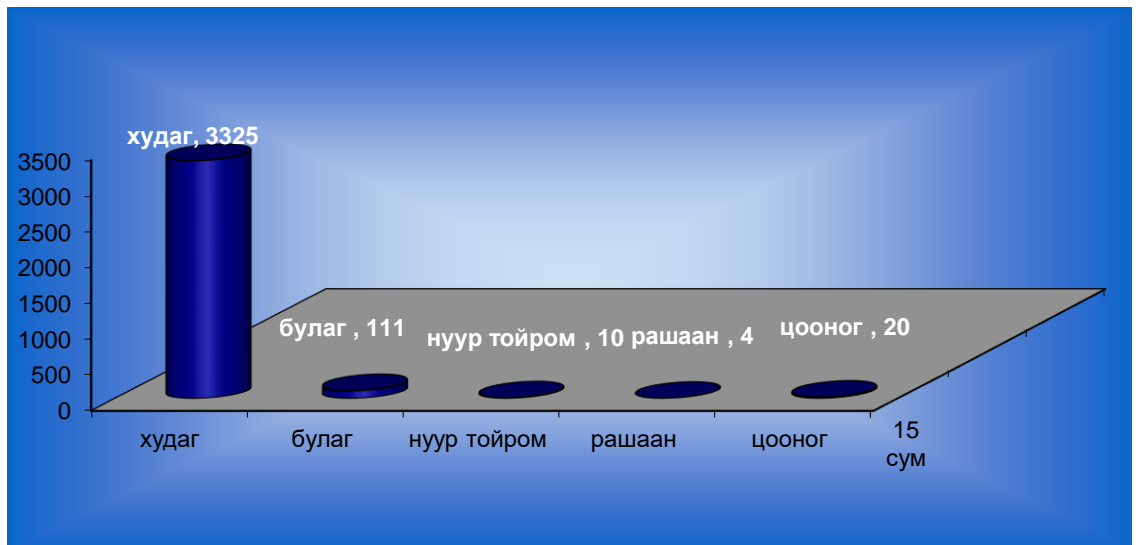 худаг, 3325
3500
3000
2500
2000
1500
1000
500
0
булаг , 111
нуур тойром , 10
рашаан , 4
цооног , 20
худаг
булаг
нуур тойром
рашаан
цооног
15
сум